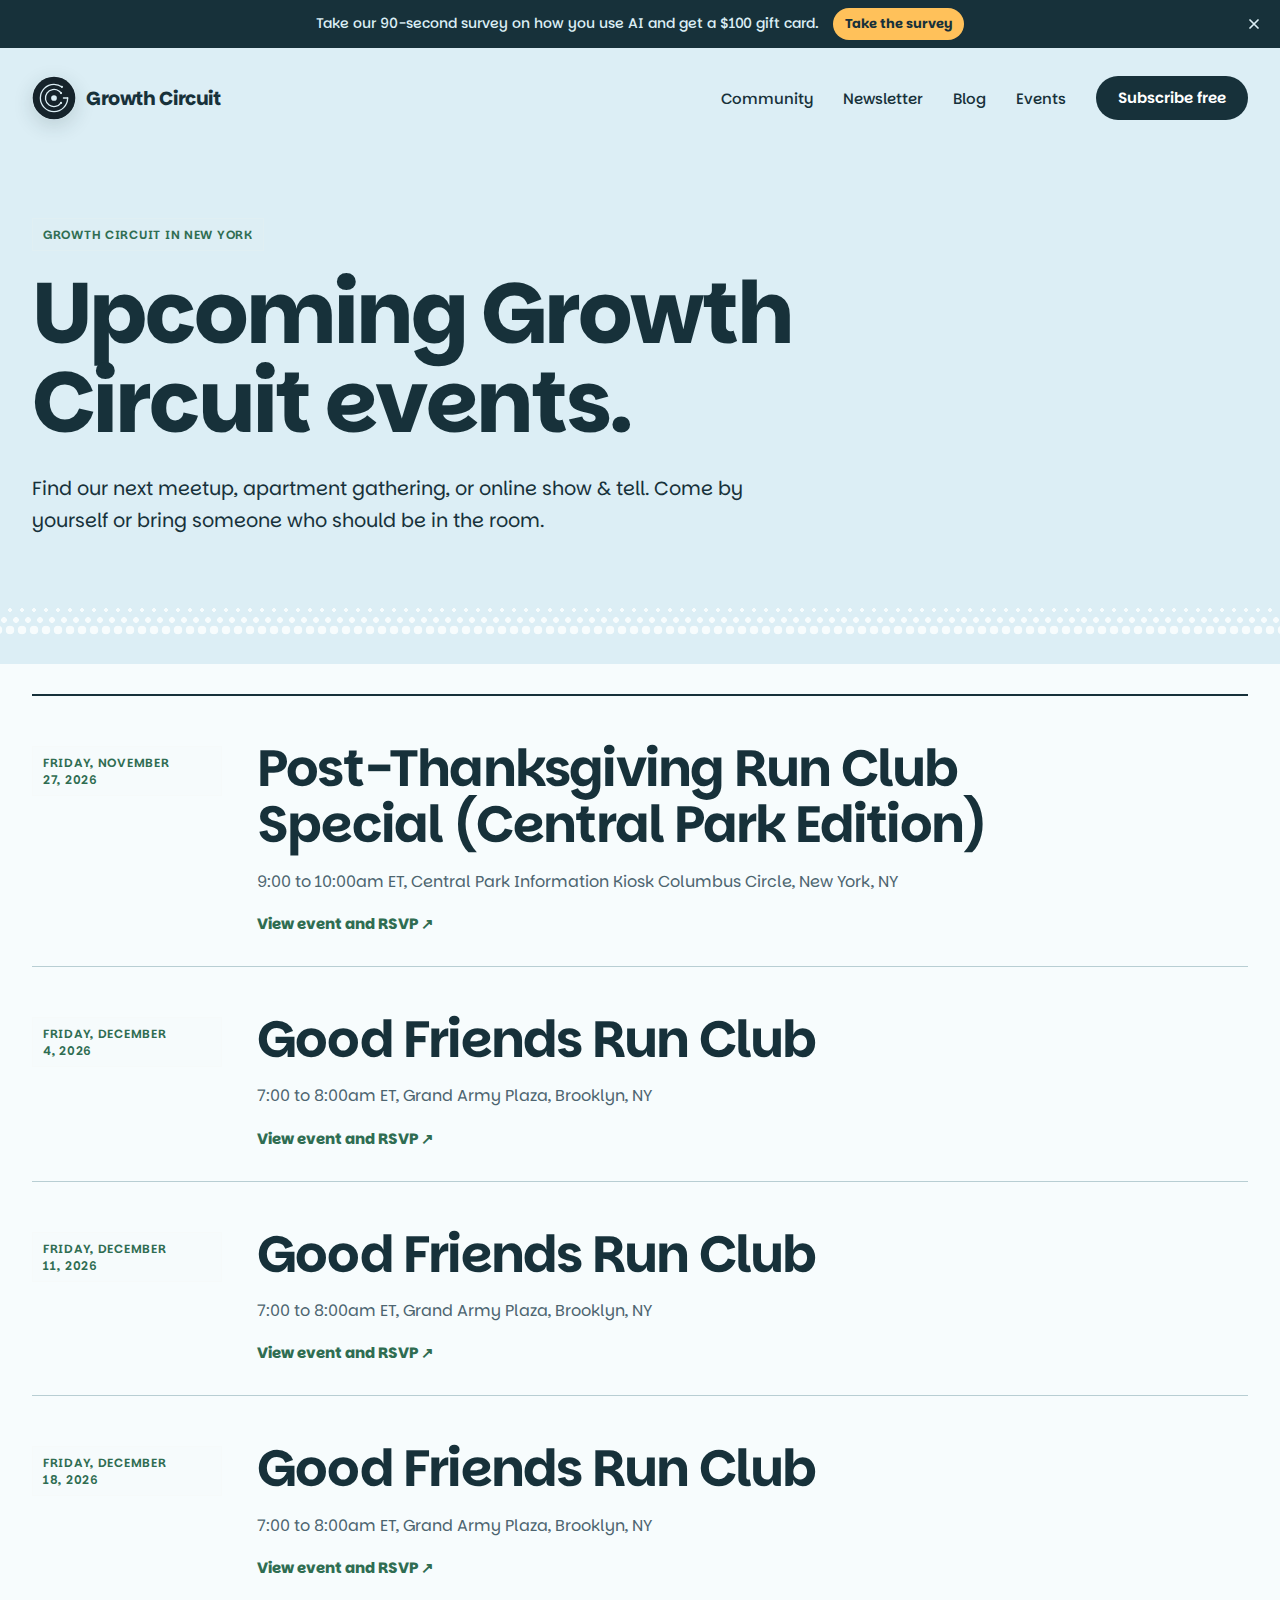 Take our 90-second survey on how you use AI and get a $100 gift card. Take the survey ×
Growth Circuit
Community Newsletter Blog Events Subscribe free
GROWTH CIRCUIT IN NEW YORK
Upcoming Growth
Circuit events.
Find our next meetup, apartment gathering, or online show & tell. Come by
yourself or bring someone who should be in the room.
FRIDAY, NOVEMBER
27, 2026
Post-Thanksgiving Run Club
Special (Central Park Edition)
9:00 to 10:00am ET, Central Park Information Kiosk Columbus Circle, New York, NY
View event and RSVP ↗
FRIDAY, DECEMBER
4, 2026
Good Friends Run Club
7:00 to 8:00am ET, Grand Army Plaza, Brooklyn, NY
View event and RSVP ↗
FRIDAY, DECEMBER
11, 2026
Good Friends Run Club
7:00 to 8:00am ET, Grand Army Plaza, Brooklyn, NY
View event and RSVP ↗
FRIDAY, DECEMBER
18, 2026
Good Friends Run Club
7:00 to 8:00am ET, Grand Army Plaza, Brooklyn, NY
View event and RSVP ↗